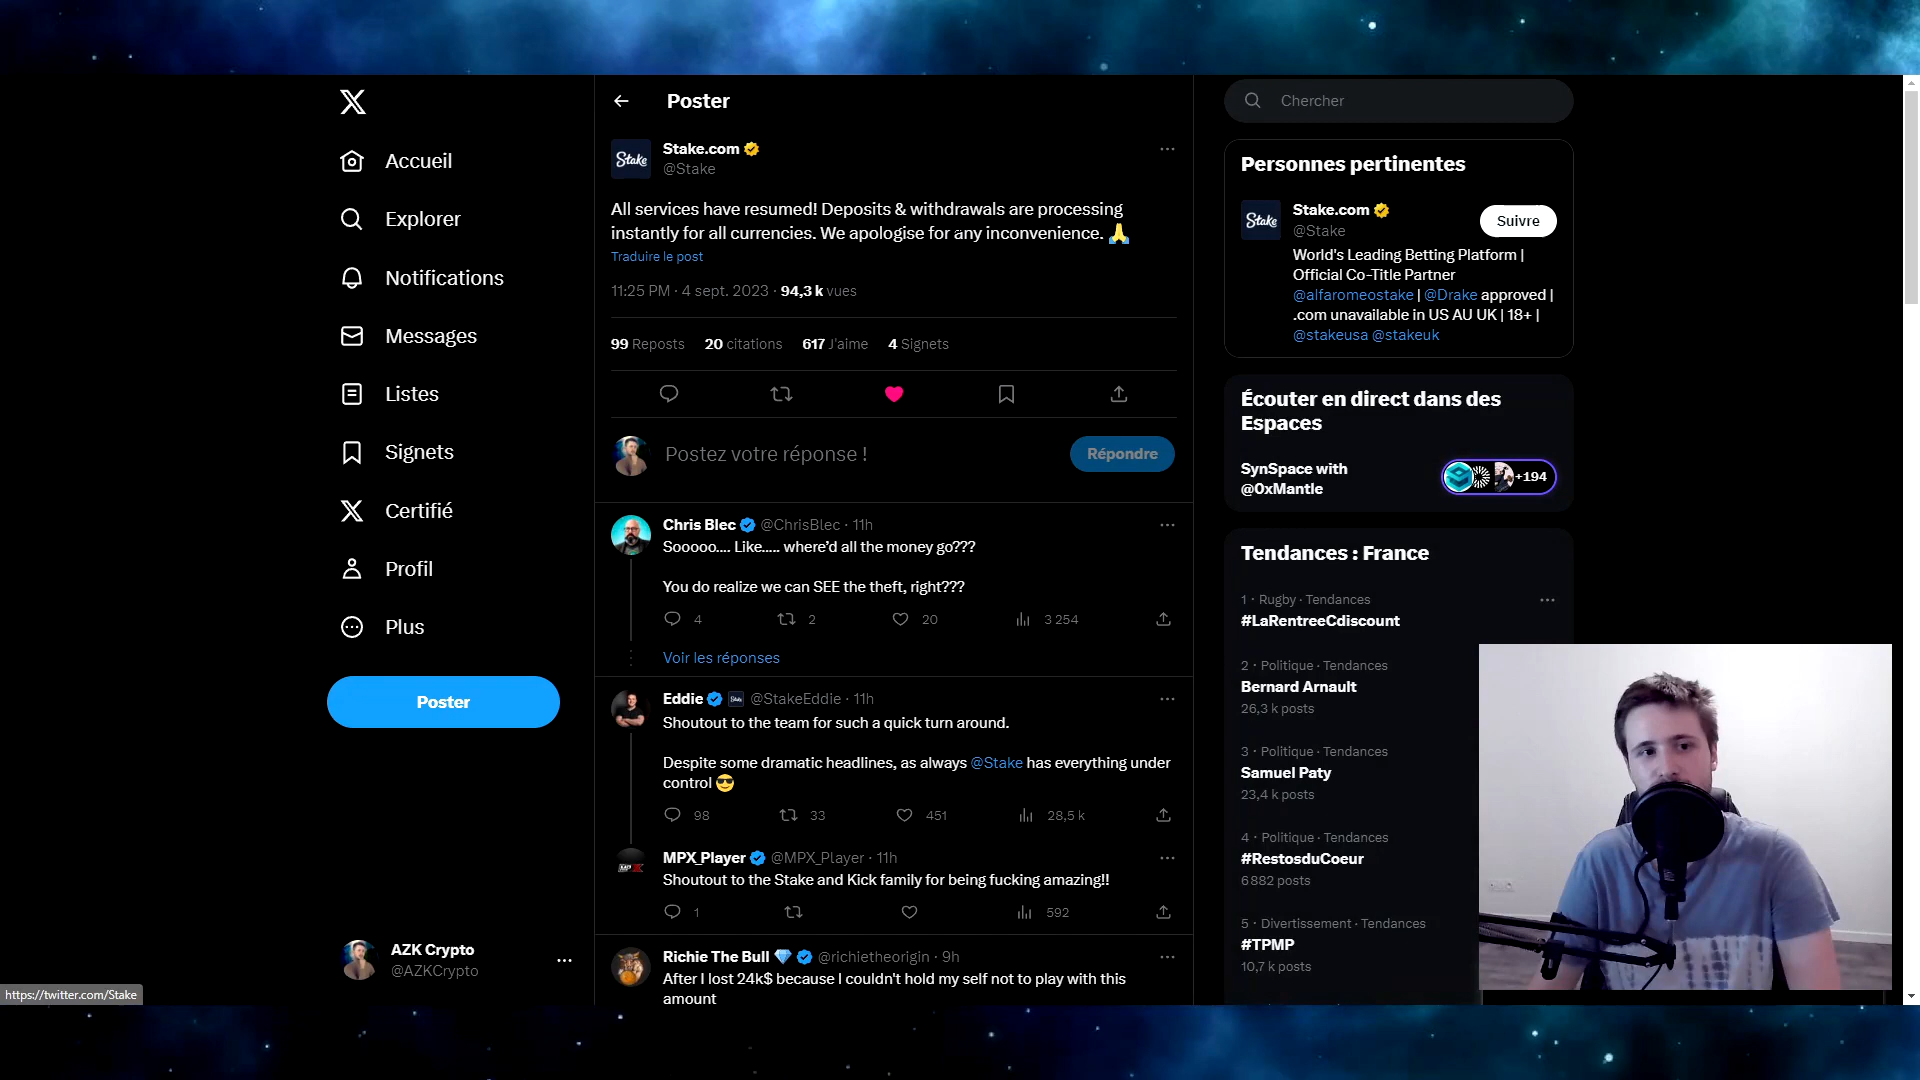 Accueil
Explorer
Notifications
Messages
Listes
Signets
Certifié
Profil
Plus
Poster
AZK Crypto
@AZKCrypto
https://twitter.com/Stake
Poster
Stake
Stake.com
@Stake
All services have resumed! Deposits & withdrawals are processing
instantly for all currencies. We apologise for any inconvenience. 🙏
Traduire le post
11:25 PM · 4 sept. 2023 · 94,3 k vues
99 Reposts 20 citations 617 J'aime 4 Signets
Postez votre réponse !
Répondre
Chris Blec @ChrisBlec · 11h
Sooooo.... Like..... where'd all the money go???
You do realize we can SEE the theft, right???
4 2 20 3 254
Voir les réponses
Eddie Stake @StakeEddie · 11h
Shoutout to the team for such a quick turn around.
Despite some dramatic headlines, as always @Stake has everything under
control 😎
98 33 451 28,5 k
MPX_Player @MPX_Player · 11h
Shoutout to the Stake and Kick family for being fucking amazing!!
1 592
Richie The Bull 💎 @richietheorigin · 9h
After I lost 24k$ because I couldn't hold my self not to play with this
amount
Chercher
Personnes pertinentes
Stake
Stake.com
@Stake
Suivre
World's Leading Betting Platform |
Official Co-Title Partner
@alfaromeostake | @Drake approved |
.com unavailable in US AU UK | 18+ |
@stakeusa @stakeuk
Écouter en direct dans des
Espaces
SynSpace with
@0xMantle
+194
Tendances : France
1 · Rugby · Tendances
#LaRentreeCdiscount
2 · Politique · Tendances
Bernard Arnault
26,3 k posts
3 · Politique · Tendances
Samuel Paty
23,4 k posts
4 · Politique · Tendances
#RestosduCoeur
6 882 posts
5 · Divertissement · Tendances
#TPMP
10,7 k posts